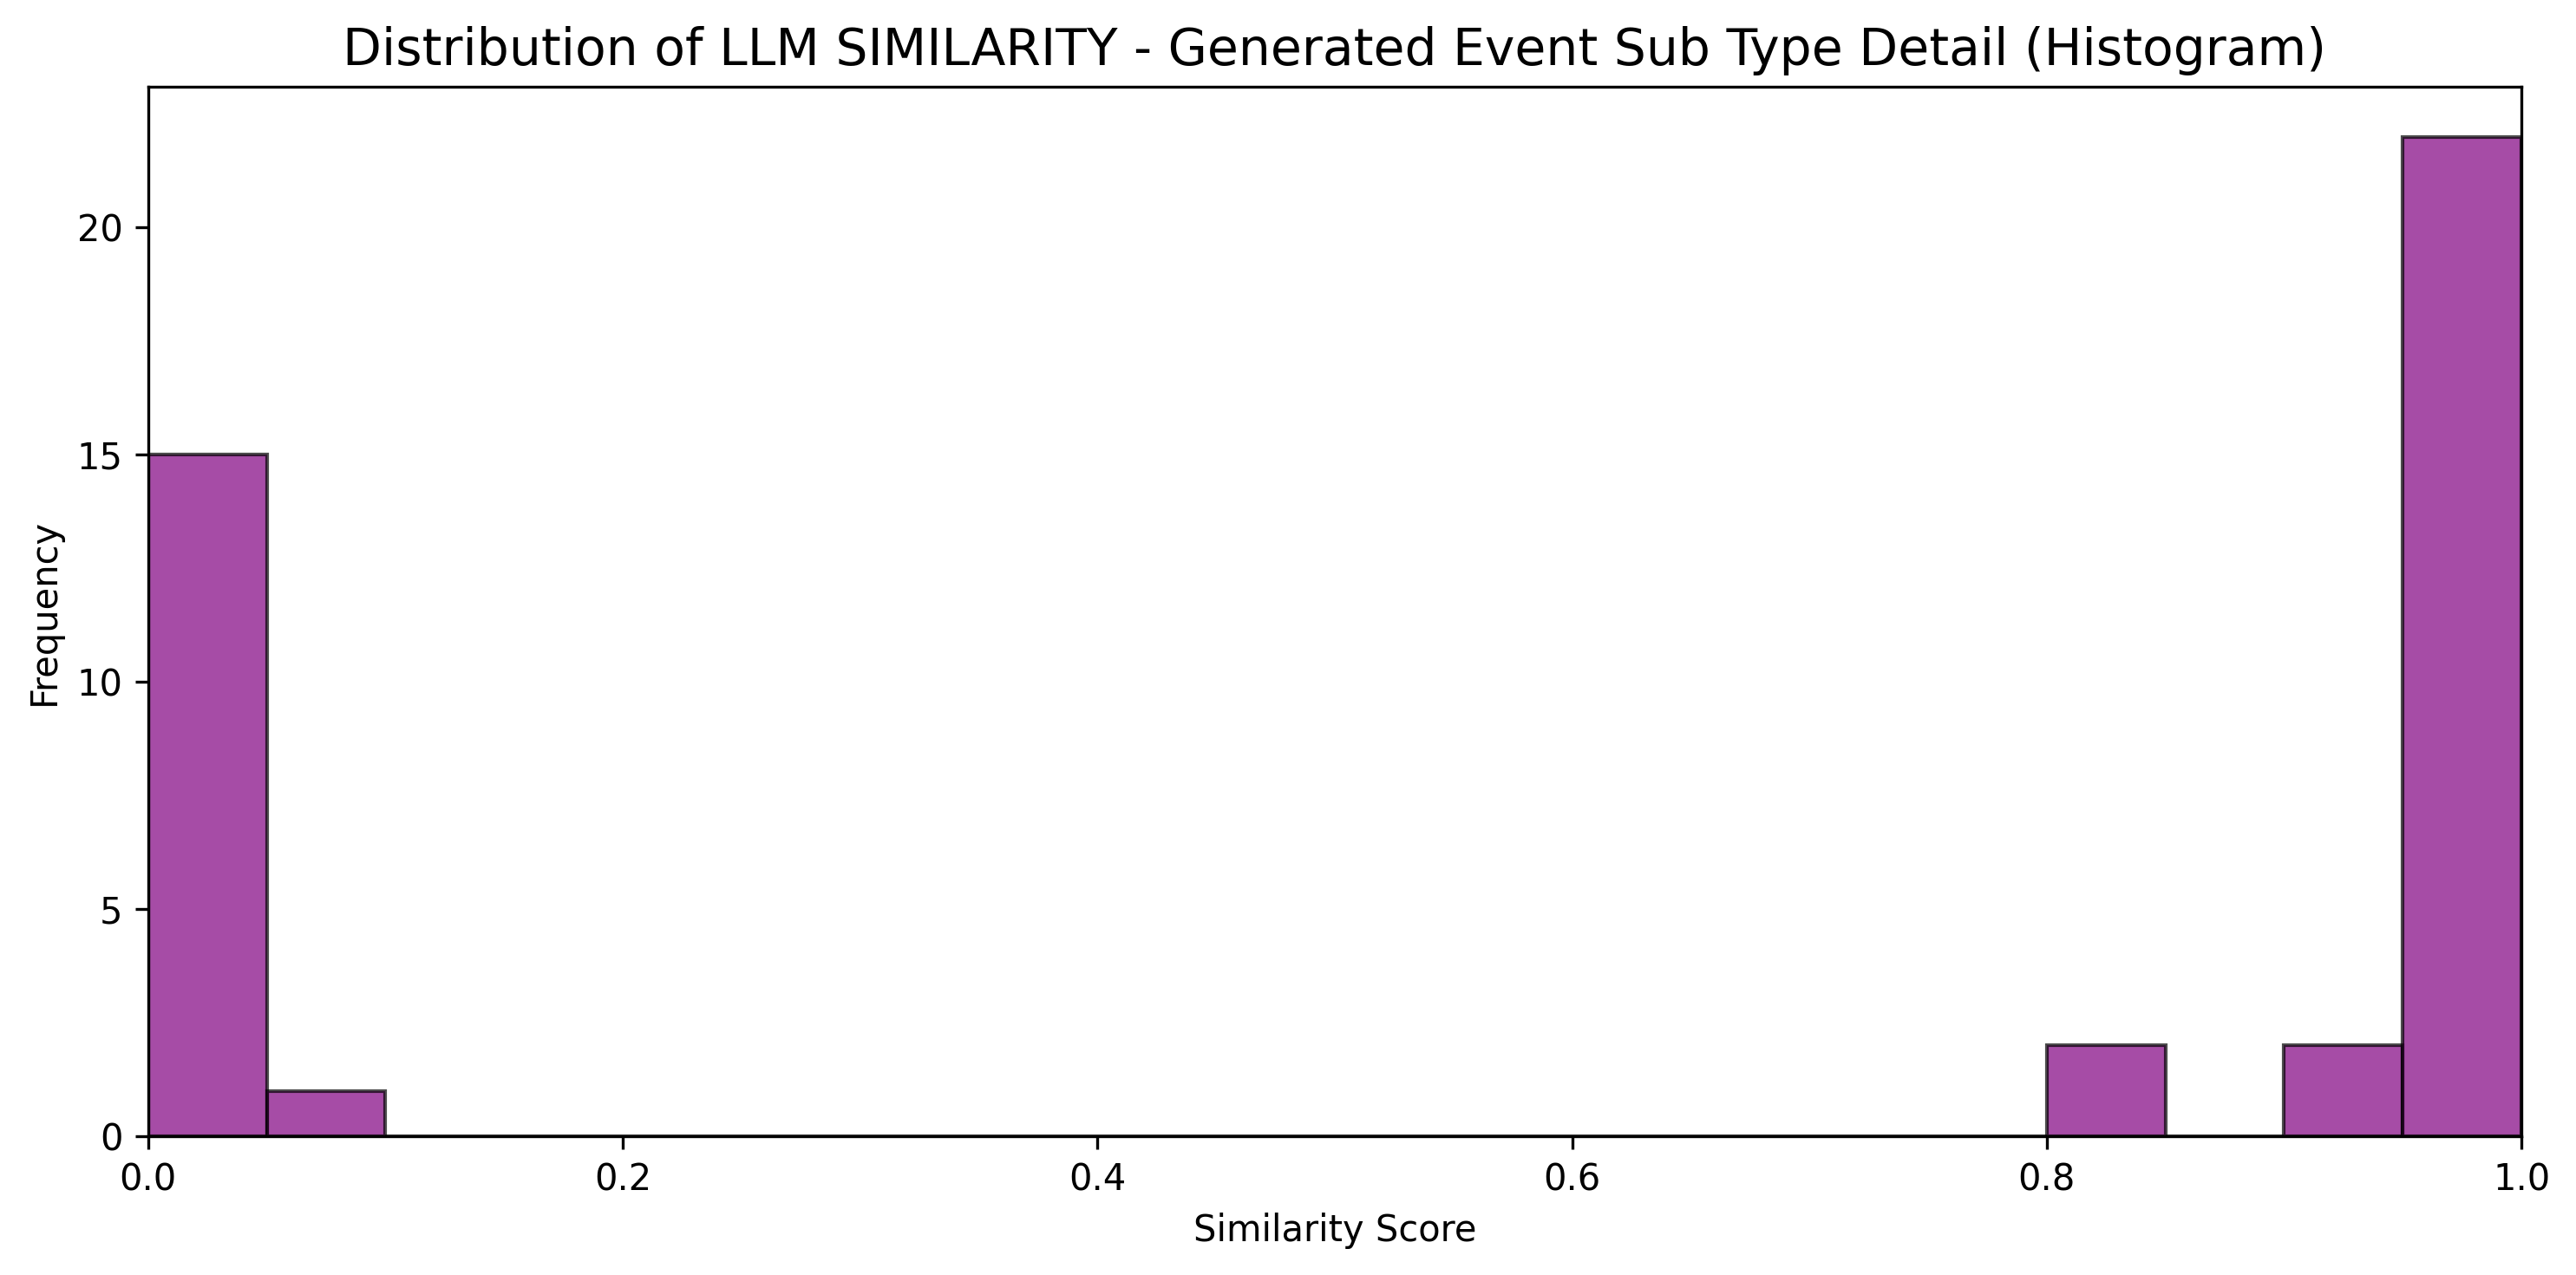 Distribution of LLM SIMILARITY - Generated Event Sub Type Detail (Histogram)
Frequency
20
15
10
5
0
0.0 0.2 0.4 0.6 0.8 1.0
Similarity Score